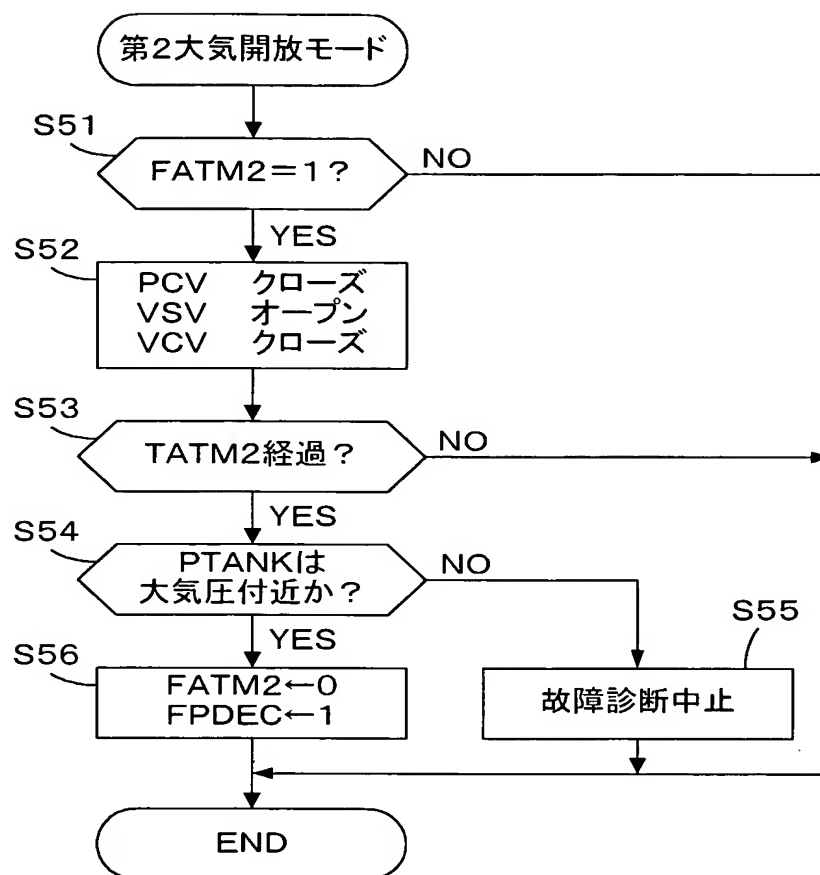 第2大気開放モード
S51
FATM2=1?
NO
YES
S52
PCV クローズ
VSV オープン
VCV クローズ
S53
TATM2経過?
NO
YES
S54
PTANKは
大気圧付近か?
NO
YES
S55
故障診断中止
S56
FATM2←0
FPDEC←1
END